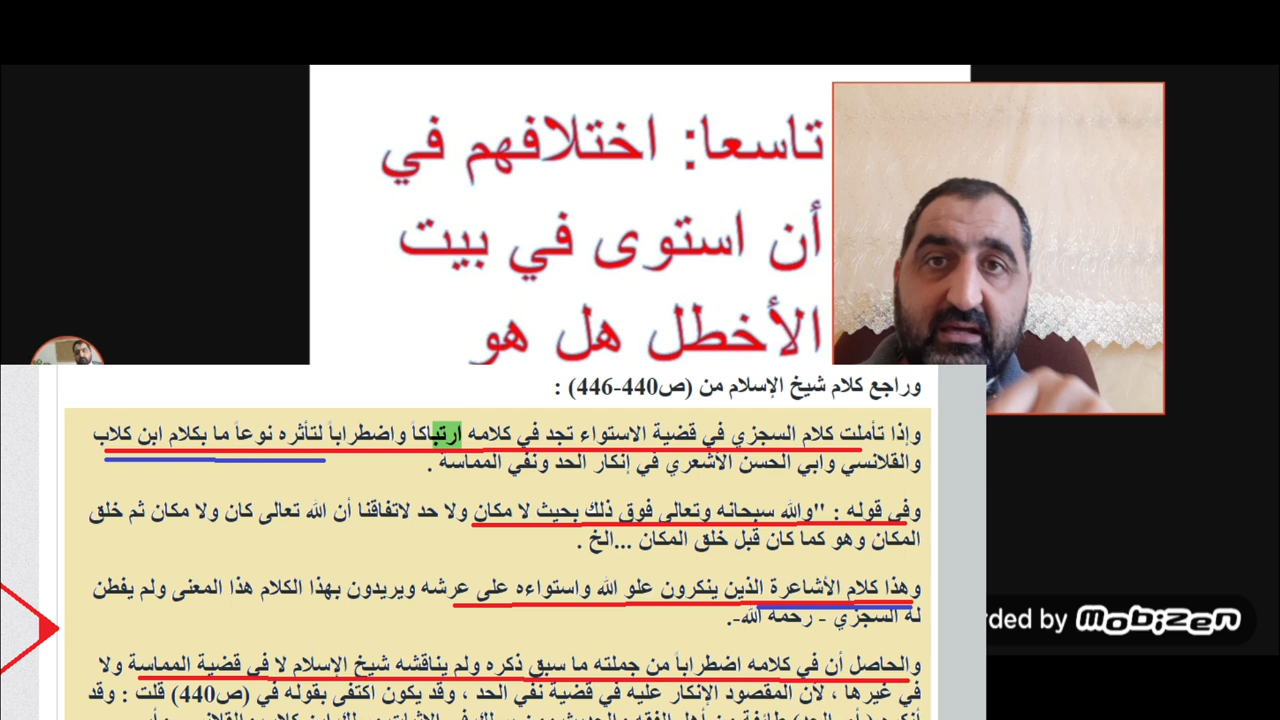 تاسعا: اختلافهم في
أن استوى في بيت
الأخطل هل هو
وراجع كلام شيخ الإسلام من (ص440-446) :
وإذا تأملت كلام السجزي في قضية الاستواء تجد في كلامه ارتباكاً واضطراباً لتأثره نوعاً ما بكلام ابن كلاب
والقلانسي وأبي الحسن الأشعري في إنكار الحد ونفي المماسة .
وفي قوله : "والله سبحانه وتعالى فوق ذلك بحيث لا مكان ولا حد لاتفاقنا أن الله تعالى كان ولا مكان ثم خلق
المكان وهو كما كان قبل خلق المكان ...الخ .
وهذا كلام الأشاعرة الذين ينكرون علو الله واستواءه على عرشه ويريدون بهذا الكلام هذا المعنى ولم يفطن
له السجزي - رحمه الله-.
والحاصل أن في كلامه اضطراباً من جملته ما سبق ذكره ولم يناقشه شيخ الإسلام لا في قضية المماسة ولا
في غيرها ، لأن المقصود الإنكار عليه في قضية نفي الحد ، وقد يكون اكتفى بقوله في (ص440) قلت : وقد
rded by mobizen